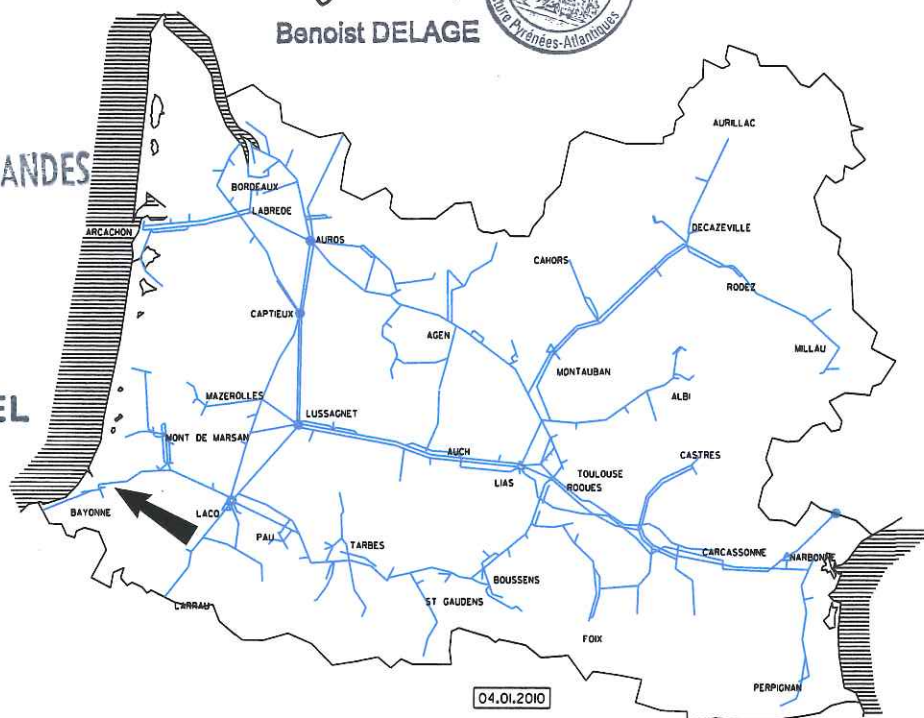 Benoist DELAGE
Pyrénées-Atlantiques
ANDES
AURILLAC
BORDEAUX
LABREDE
ARCACHON
AUROS
DECAZEVILLE
CAHORS
RODEZ
CAPTIEUX
AGEN
MILLAU
MONTAUBAN
MAZEROLLES
ALBI
EL
LUSSAGNET
MONT DE MARSAN
AUCH
CASTRES
LIAS
TOULOUSE
ROQUES
BAYONNE
LACQ
PAU
TARBES
CARCASSONNE
NARBONNE
BOUSSENS
LARRAU
ST GAUDENS
FOIX
PERPIGNAN
04.01.2010